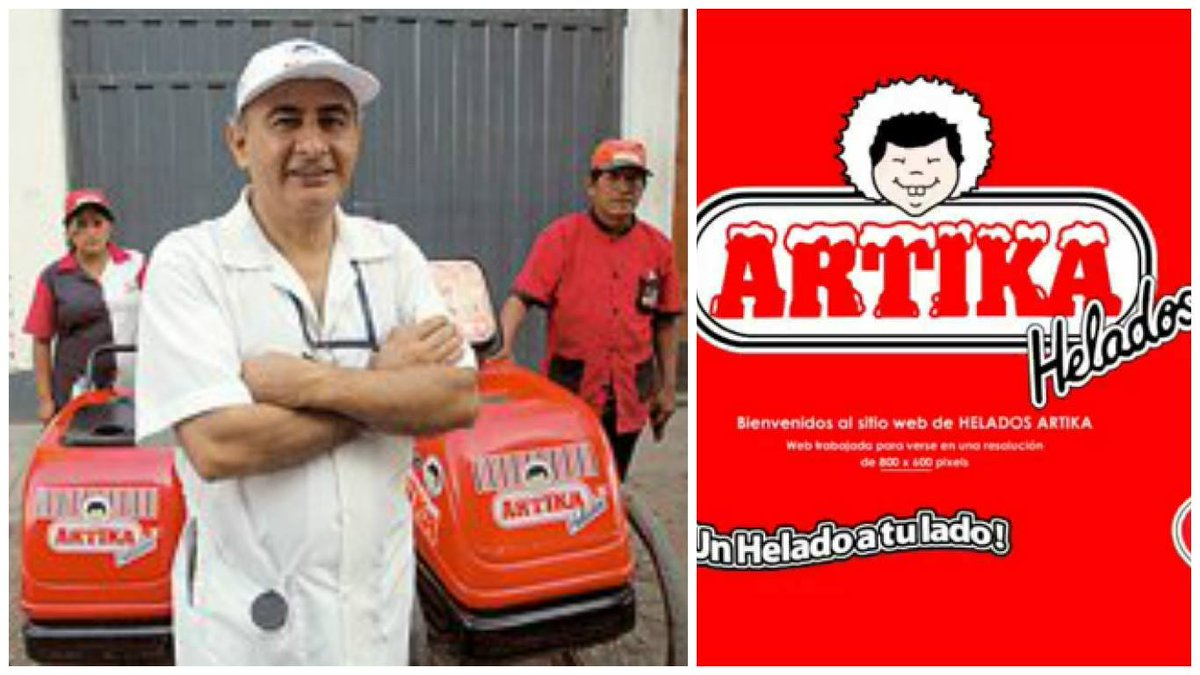 ARTIKA
ARTIKA
ARTIKA
Helados
Bienvenidos al sitio web de HELADOS ARTIKA
Web trabajada para verse en una resolución
de 800 x 600 pixels
Un Helado a tu lado!